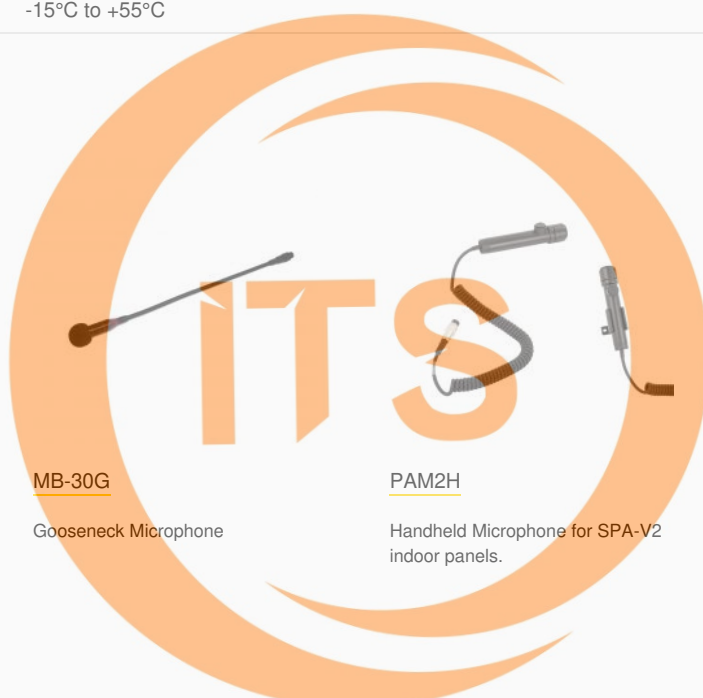 -15°C to +55°C
ITS
MB-30G
PAM2H
Gooseneck Microphone
Handheld Microphone for SPA-V2
indoor panels.